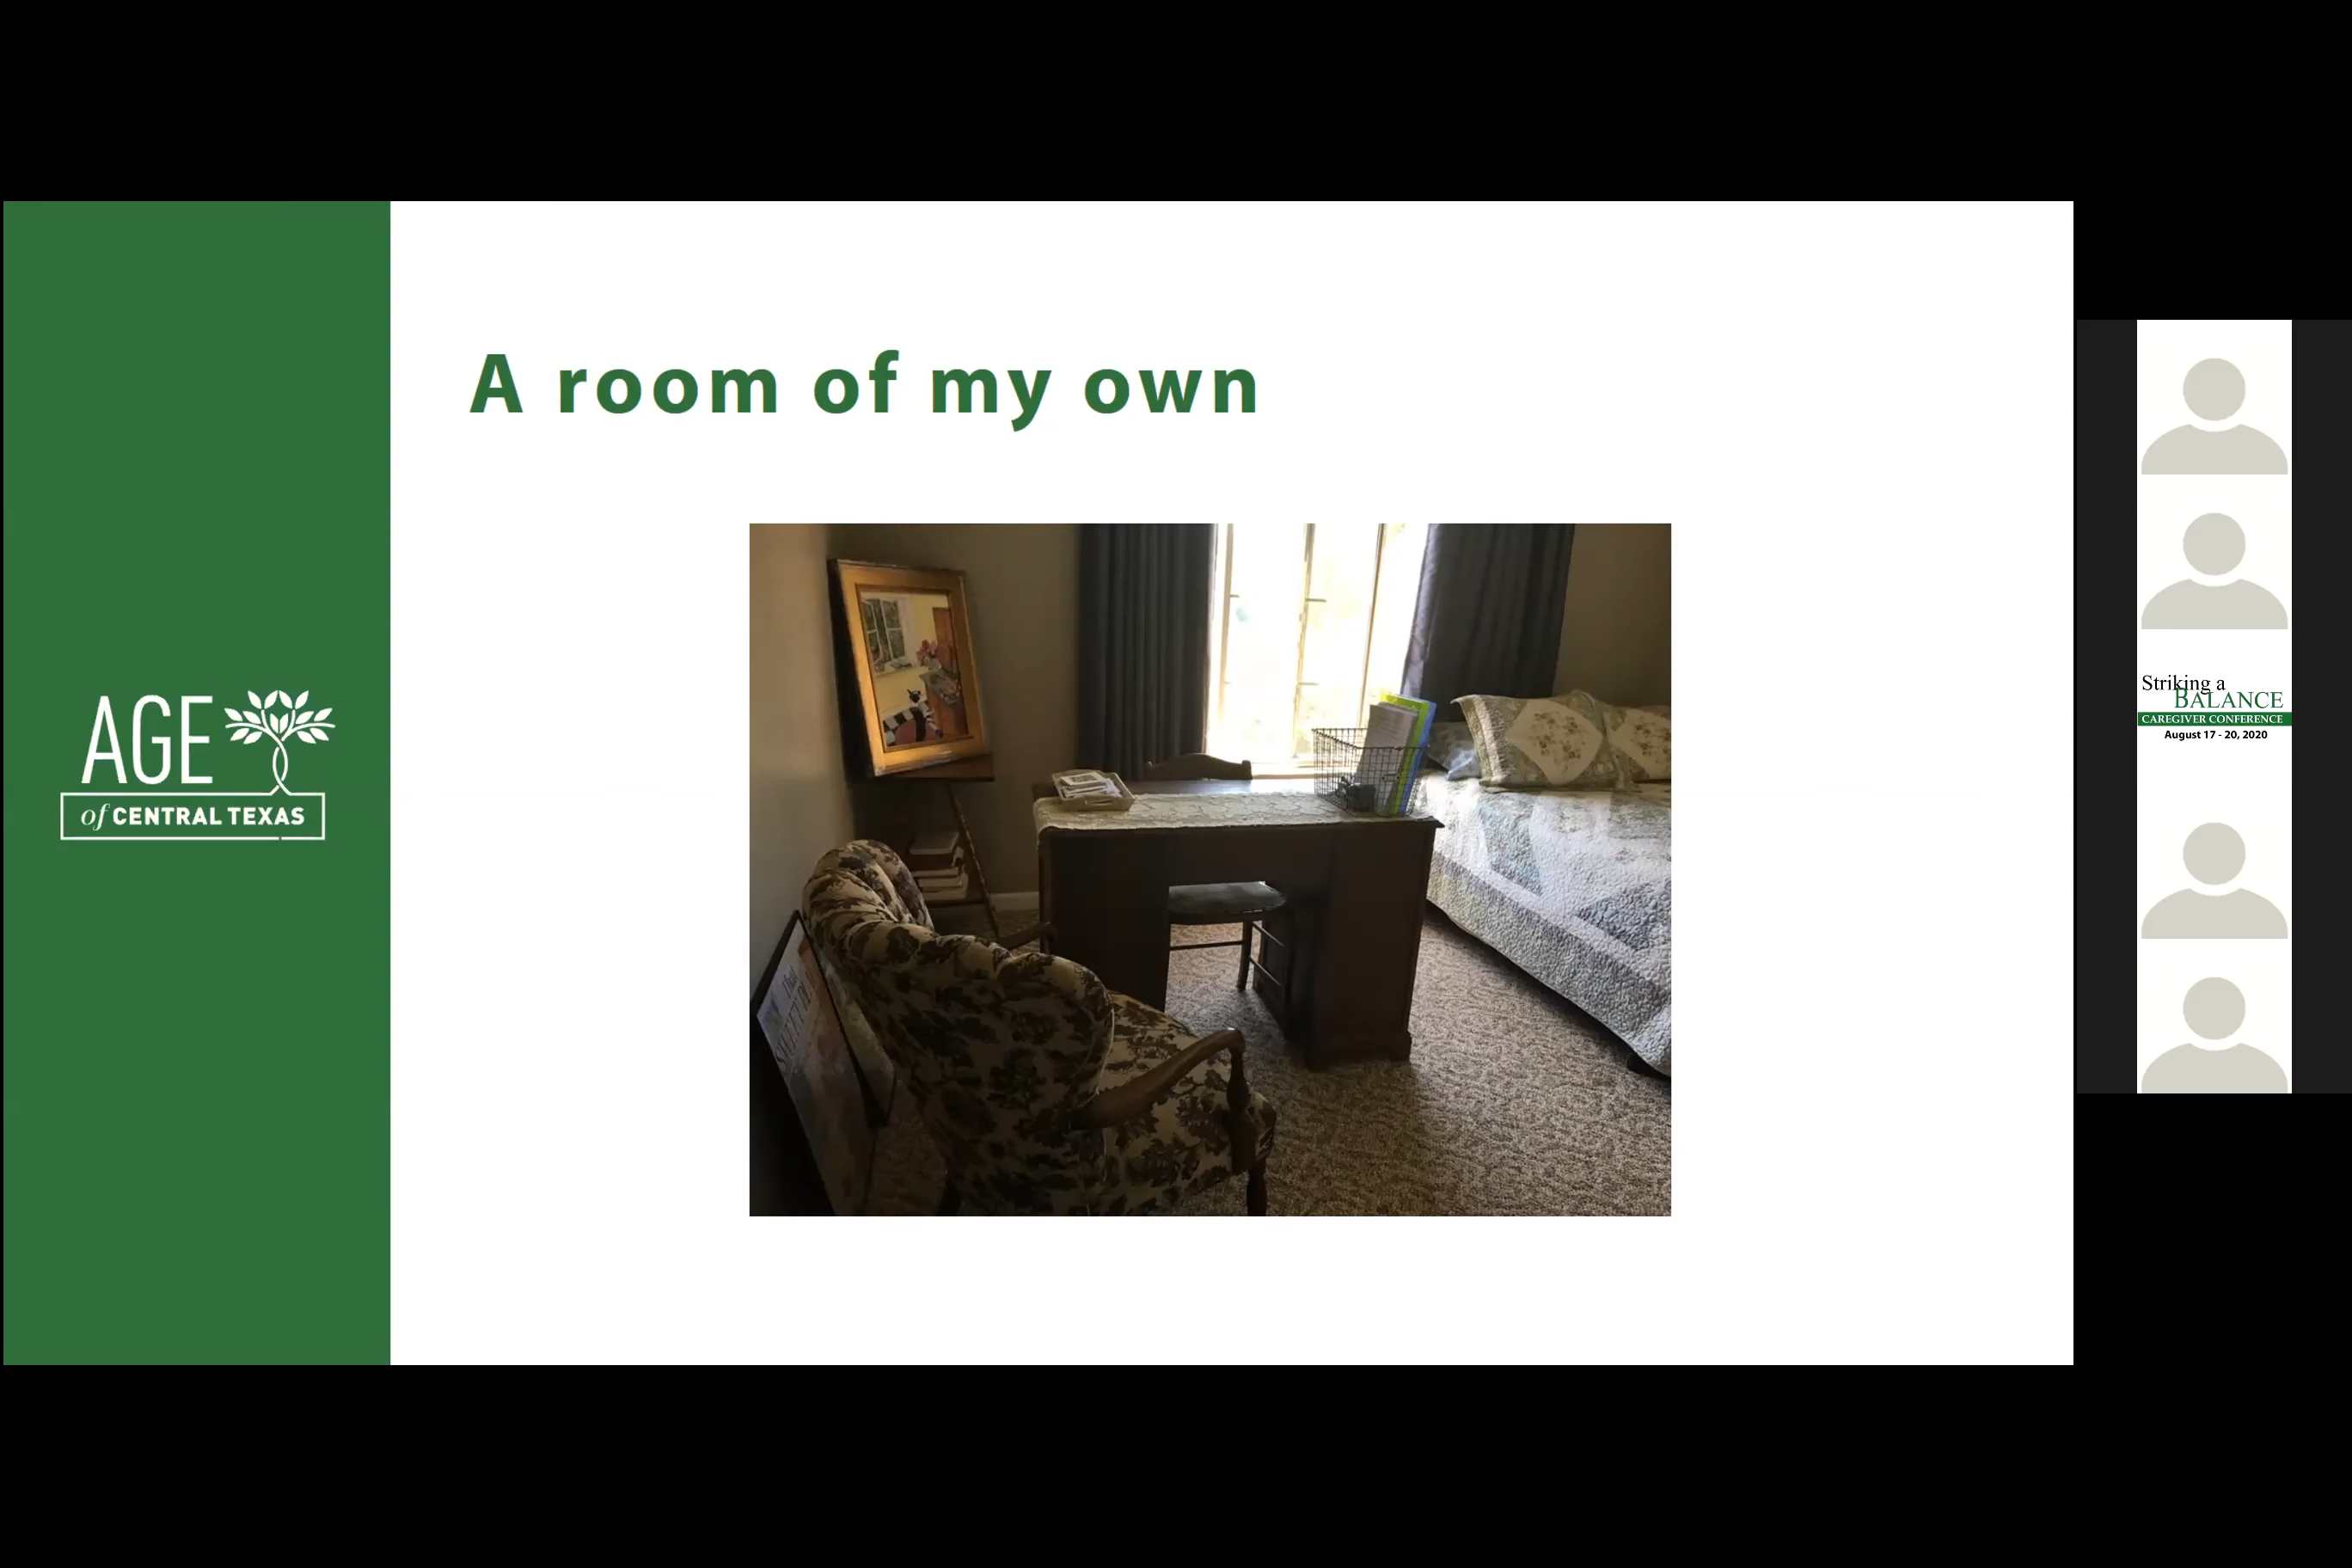 A room of my own
AGE
of CENTRAL TEXAS
Striking a
BALANCE
CAREGIVER CONFERENCE
August 17 - 20, 2020